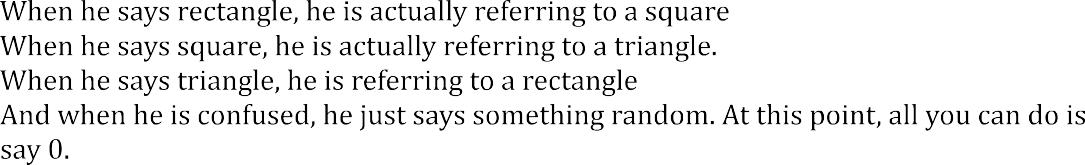 When he says rectangle, he is actually referring to a square
When he says square, he is actually referring to a triangle.
When he says triangle, he is referring to a rectangle
And when he is confused, he just says something random. At this point, all you can do is
say 0.